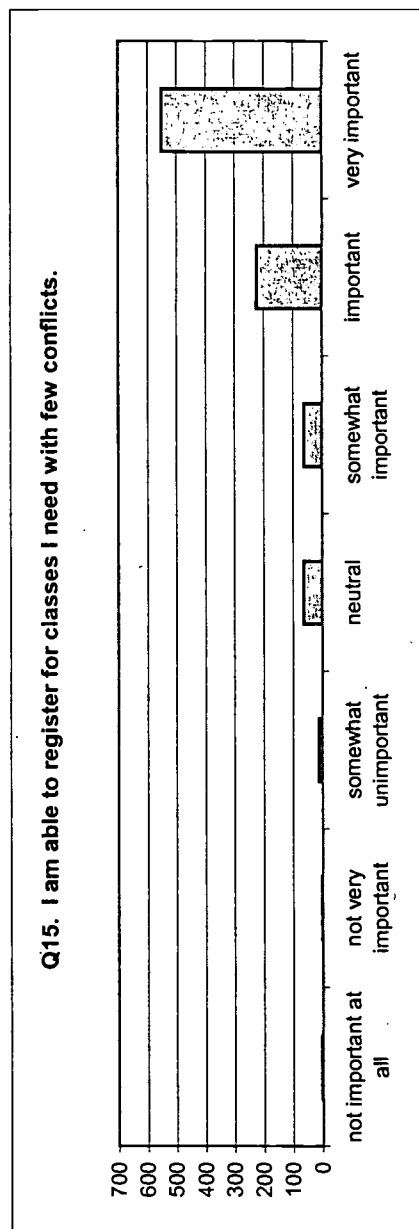 Q15. I am able to register for classes I need with few conflicts.
700
600
500
400
300
200
100
0
not important at
all
not very
important
somewhat
unimportant
neutral
somewhat
important
important
very important